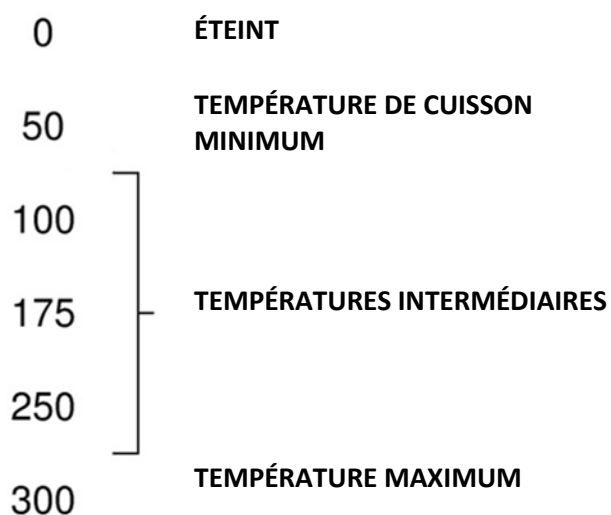 0 ÉTEINT
50 TEMPÉRATURE DE CUISSON
MINIMUM
100
175 TEMPÉRATURES INTERMÉDIAIRES
250
300 TEMPÉRATURE MAXIMUM